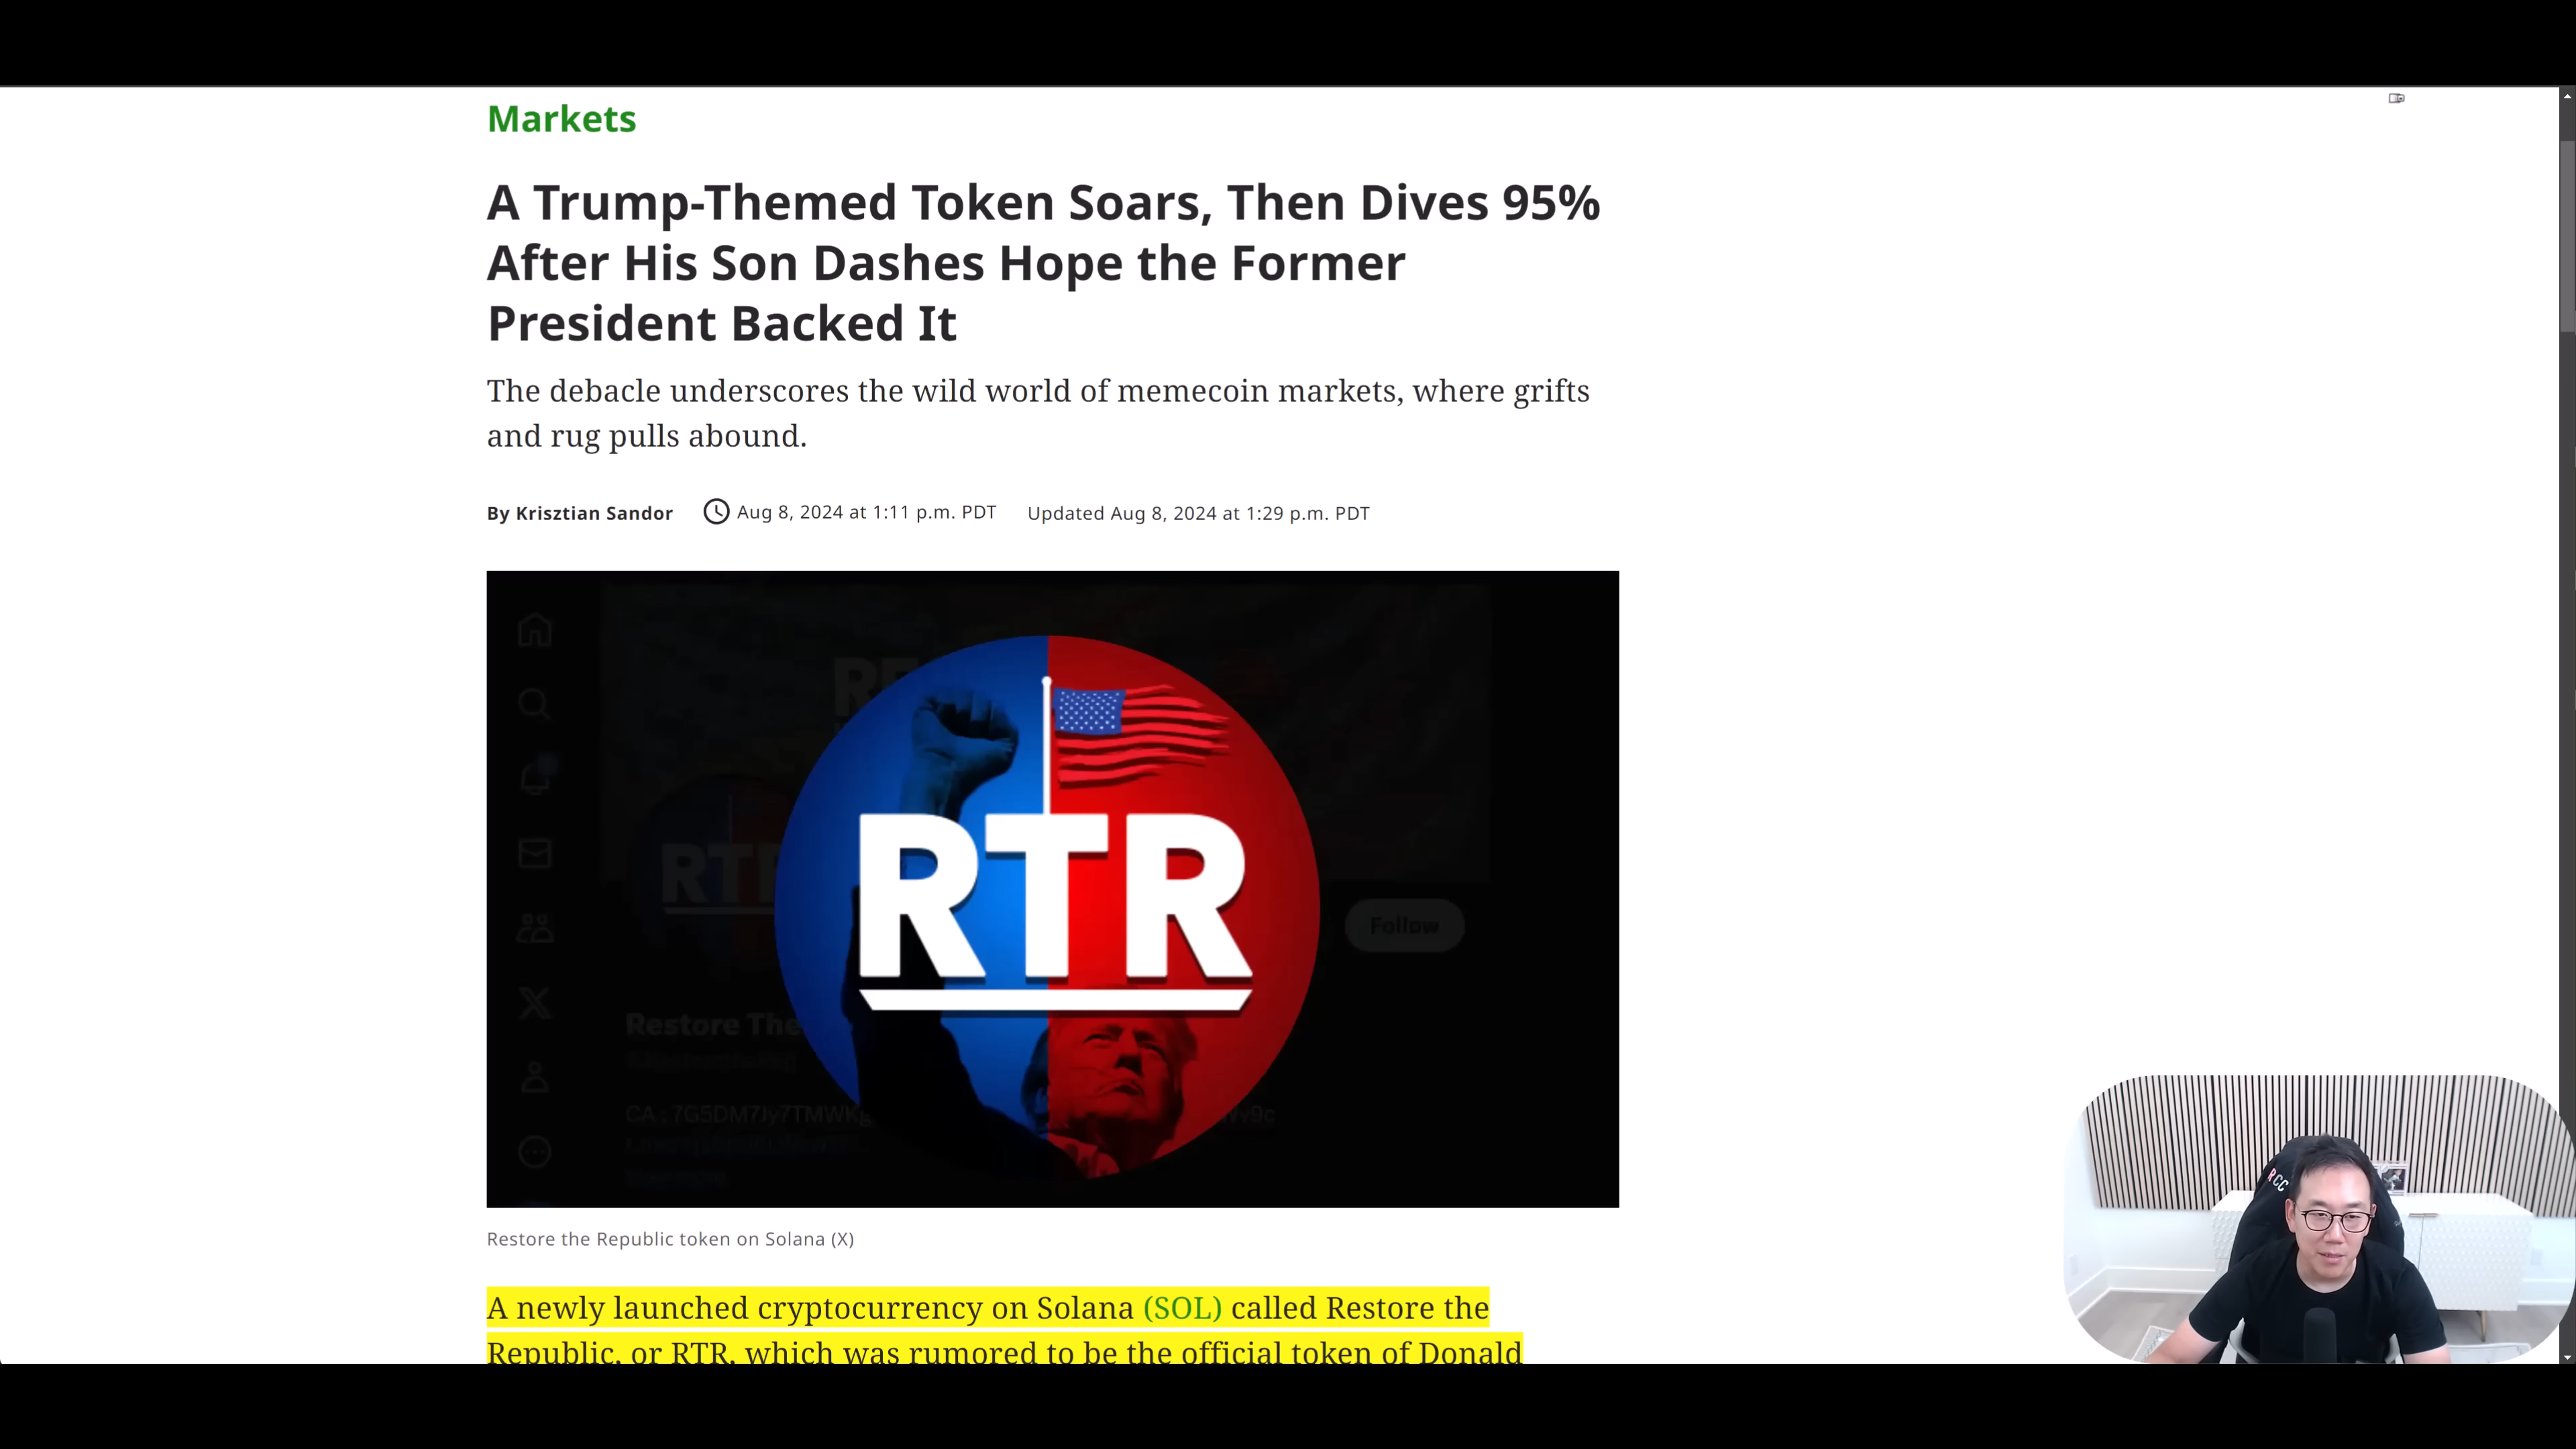 Markets
A Trump-Themed Token Soars, Then Dives 95%
After His Son Dashes Hope the Former
President Backed It
The debacle underscores the wild world of memecoin markets, where grifts
and rug pulls abound.
By Krisztian Sandor Aug 8, 2024 at 1:11 p.m. PDT Updated Aug 8, 2024 at 1:29 p.m. PDT
RTR
RTR
Follow
Restore The
Restore the Republic token on Solana (X)
A newly launched cryptocurrency on Solana (SOL) called Restore the
Republic, or RTR, which was rumored to be the official token of Donald